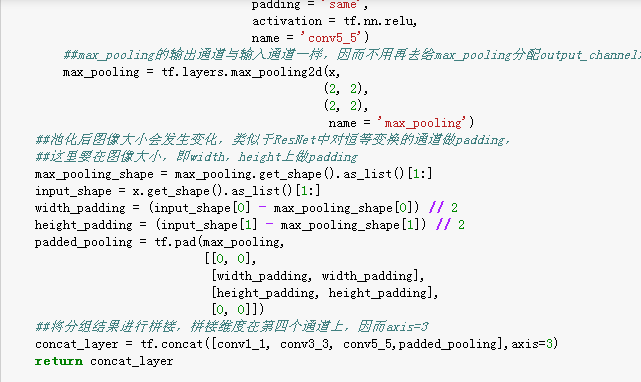 padding = 'same',
activation = tf.nn.relu,
name = 'conv5_5')
##max_pooling的输出通道与输入通道一样，因而不用再去给max_pooling分配output_channel
max_pooling = tf.layers.max_pooling2d(x,
(2, 2),
(2, 2),
name = 'max_pooling')
##池化后图像大小会发生变化，类似于ResNet中对恒等变换的通道做padding，
##这里要在图像大小，即width，height上做padding
max_pooling_shape = max_pooling.get_shape().as_list()[1:]
input_shape = x.get_shape().as_list()[1:]
width_padding = (input_shape[0] - max_pooling_shape[0]) // 2
height_padding = (input_shape[1] - max_pooling_shape[1]) // 2
padded_pooling = tf.pad(max_pooling,
[[0, 0],
[width_padding, width_padding],
[height_padding, height_padding],
[0, 0]])
##将分组结果进行拼接，拼接维度在第四个通道上，因而axis=3
concat_layer = tf.concat([conv1_1, conv3_3, conv5_5,padded_pooling],axis=3)
return concat_layer